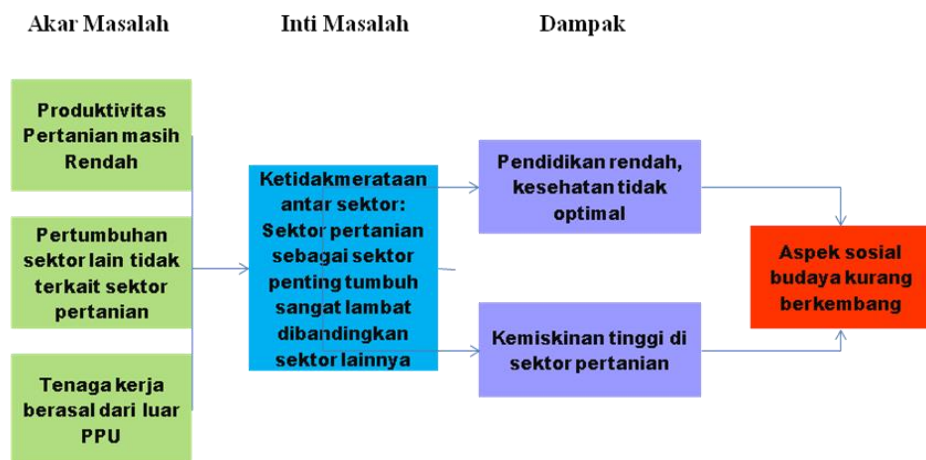 Akar Masalah
Inti Masalah
Dampak
Produktivitas
Pertanian masih
Rendah
Pertumbuhan
sektor lain tidak
terkait sektor
pertanian
Tenaga kerja
berasal dari luar
PPU
Ketidakmerataan
antar sektor:
Sektor pertanian
sebagai sektor
penting tumbuh
sangat lambat
dibandingkan
sektor lainnya
Pendidikan rendah,
kesehatan tidak
optimal
Kemiskinan tinggi di
sektor pertanian
Aspek sosial
budaya kurang
berkembang